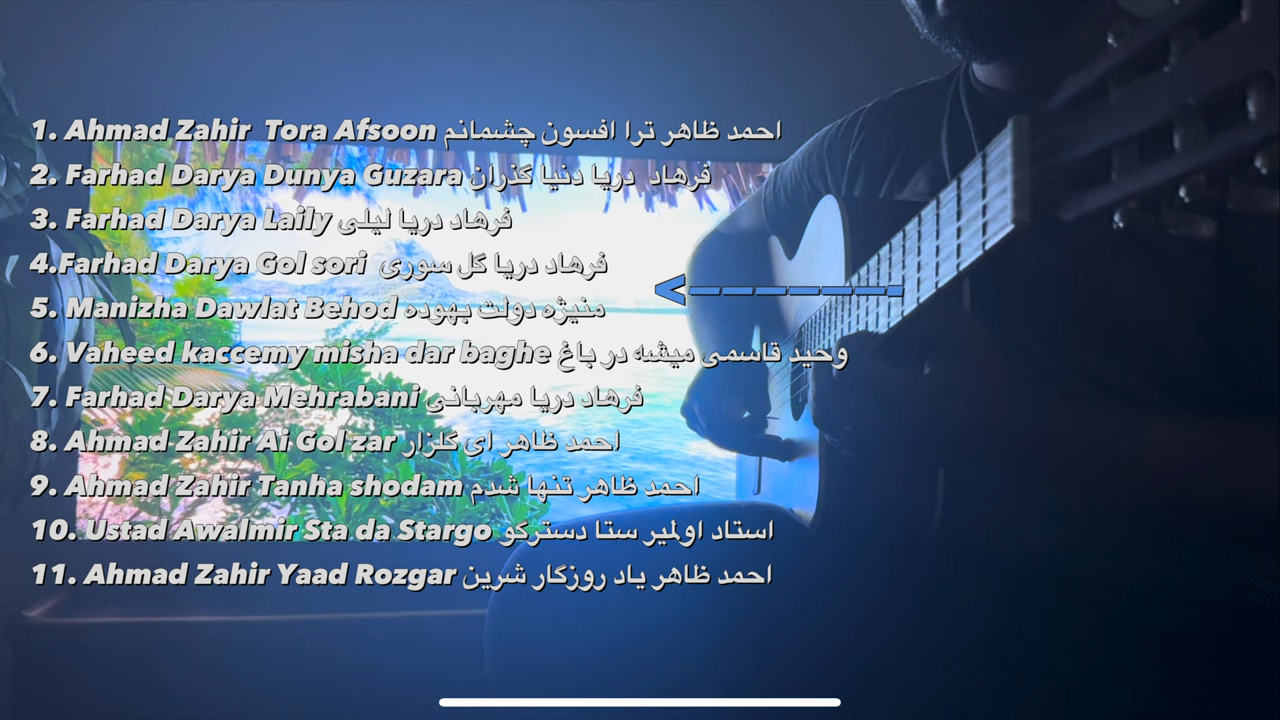 1. Ahmad Zahir Tora Afsoon احمد ظاهر ترا افسون چشمانم
2. Farhad Darya Dunya Guzara فرهاد دریا دنیا گذران
3. Farhad Darya Laily فرهاد دریا لیلی
4.Farhad Darya Gol sori فرهاد دریا گل سوری
5. Manizha Dawlat Behod منیژه دولت بهوده
6. Vaheed kaccemy misha dar baghe وحید قاسمی میشه در باغ
7. Farhad Darya Mehrabani فرهاد دریا مهربانی
8. Ahmad Zahir Ai Gol zar احمد ظاهر ای گلزار
9. Ahmad Zahir Tanha shodam احمد ظاهر تنها شدم
10. Ustad Awalmir Sta da Stargo استاد اولمیر ستا دسترگو
11. Ahmad Zahir Yaad Rozgar احمد ظاهر یاد روزگار شرین